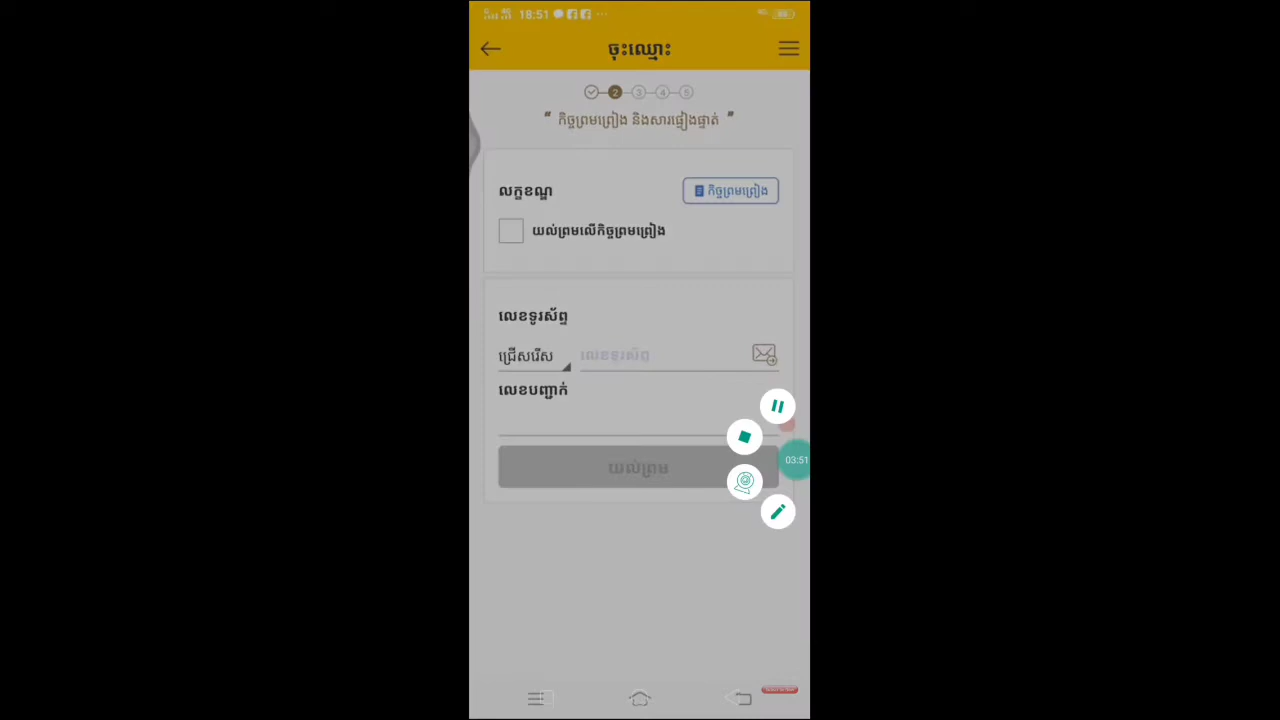 18:51
ចុះឈ្មោះ
2 3 4 5
" កិច្ចព្រមព្រៀង និងសារផ្ទៀងផ្ទាត់ "
លក្ខខណ្ឌ
កិច្ចព្រមព្រៀង
យល់ព្រមលើកិច្ចព្រមព្រៀង
លេខទូរស័ព្ទ
ជ្រើសរើស លេខទូរស័ព្ទ
លេខបញ្ជាក់
យល់ព្រម
03:51